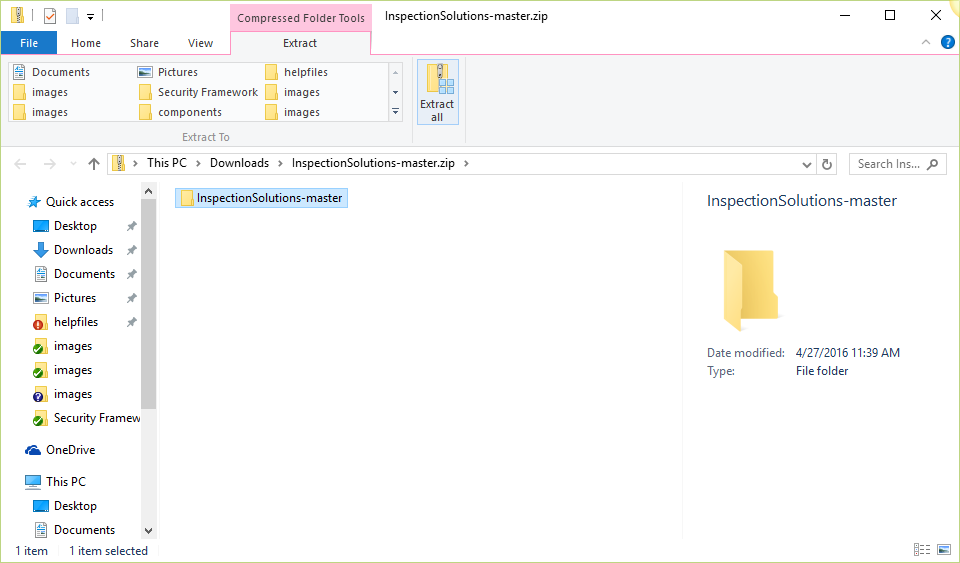 Compressed Folder Tools
InspectionSolutions-master.zip
File
Home
Share
View
Extract
?
Documents
Pictures
helpfiles
images
Security Framework
images
images
components
images
Extract all
Extract To
This PC
Downloads
InspectionSolutions-master.zip
Search Ins...
Quick access
Desktop
Downloads
Documents
Pictures
helpfiles
images
images
images
Security Framew
OneDrive
This PC
Desktop
Documents
InspectionSolutions-master
InspectionSolutions-master
Date modified: 4/27/2016 11:39 AM
Type: File folder
1 item
1 item selected